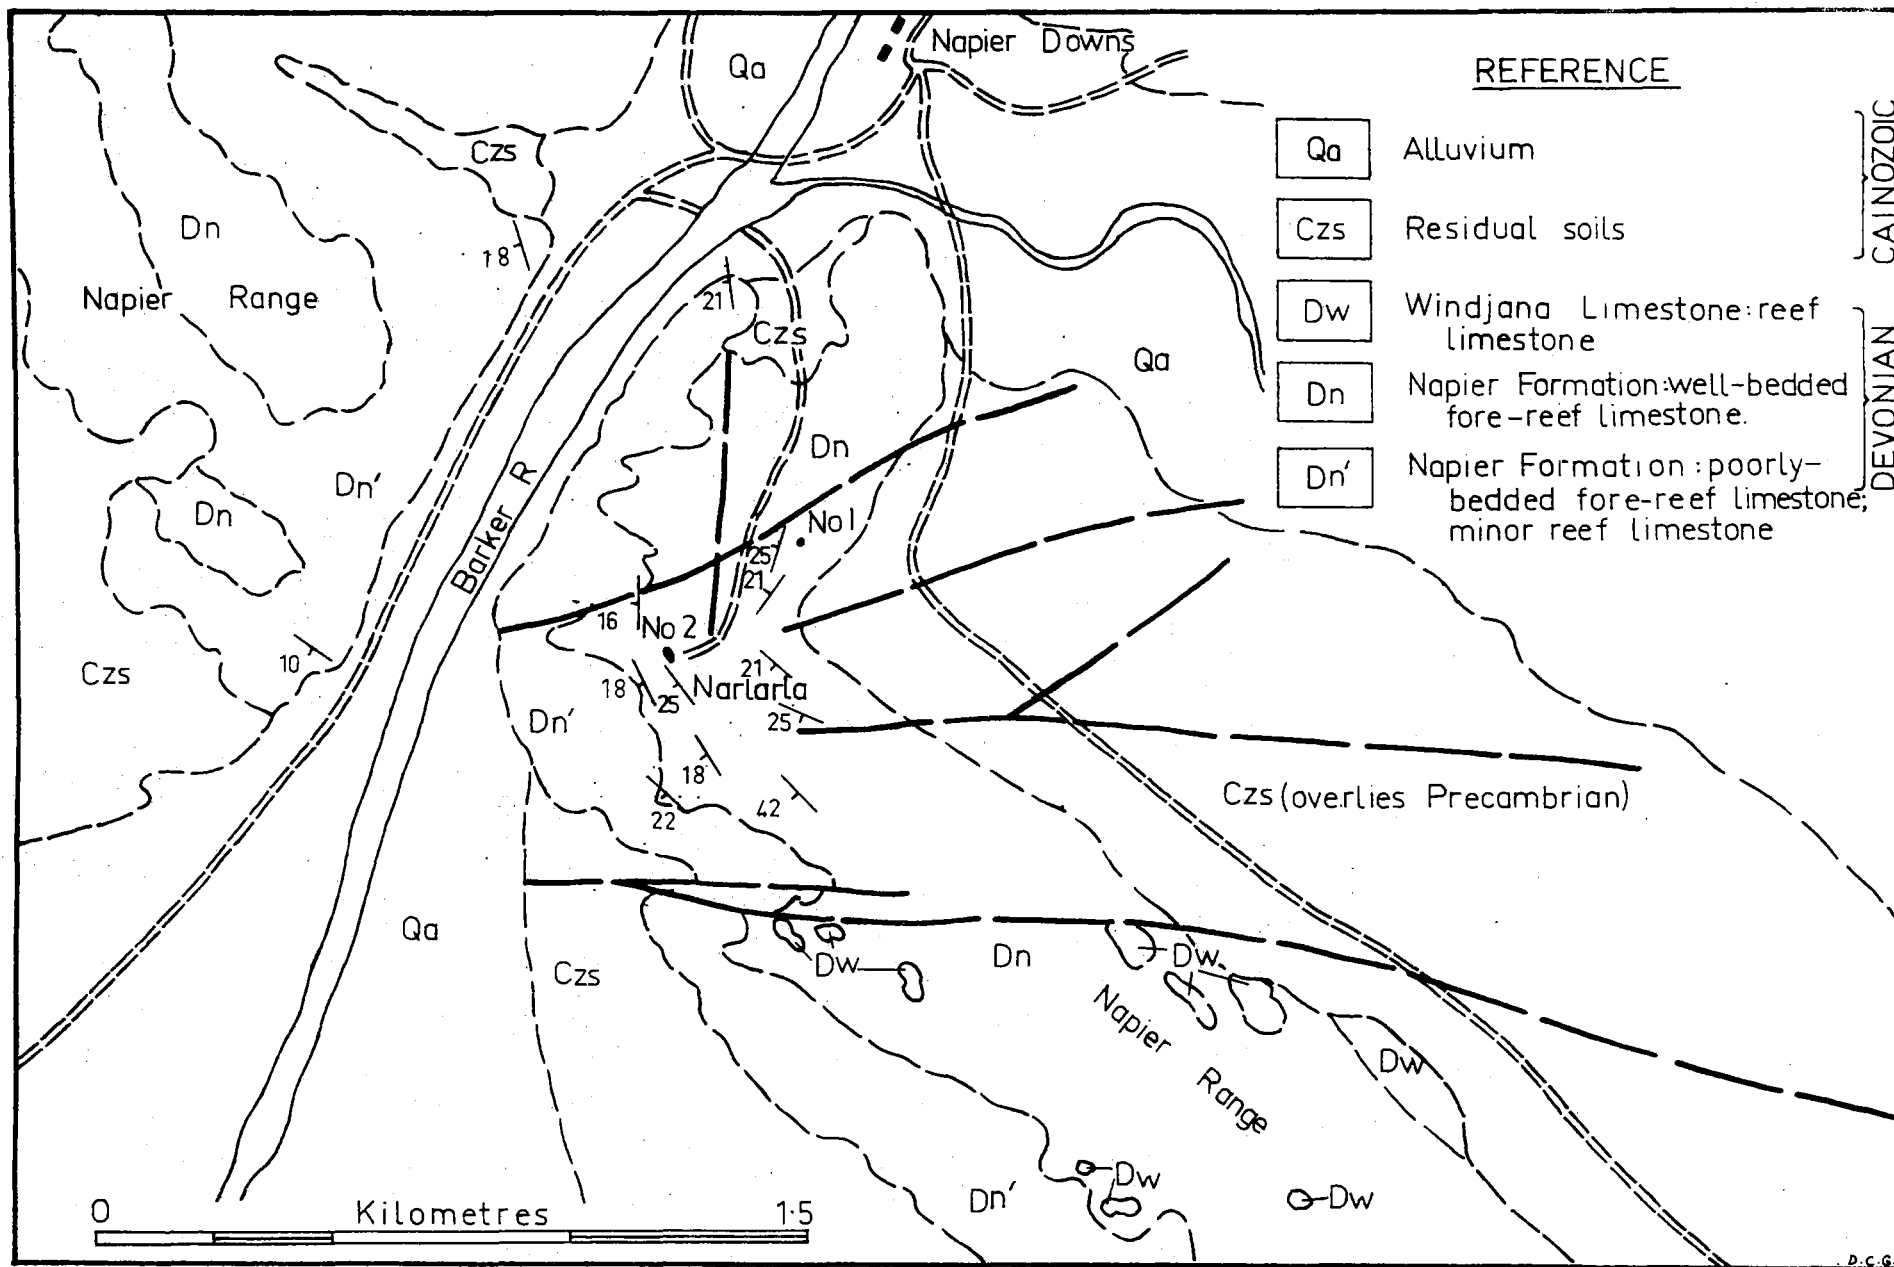 Napier Downs
Qa
Czs
Dn
18
Napier Range
21
Czs
Qa
Dn'
Dn
Dn
Barker R
No 1
25
21
16
No 2
10
Czs
18
25
Narlarla
21
25
Dn'
18
42
22
Czs (overlies Precambrian)
Qa
Czs
Dw
Dn
Dw
Napier Range
Dw
Dw
Dw
Dn'
0 Kilometres 1·5
REFERENCE
Qa Alluvium
Czs Residual soils
CAINOZOIC
Dw Windjana Limestone: reef
limestone
Dn Napier Formation: well-bedded
fore-reef limestone.
Dn' Napier Formation : poorly-
bedded fore-reef limestone;
minor reef limestone
DEVONIAN
D.C.G.